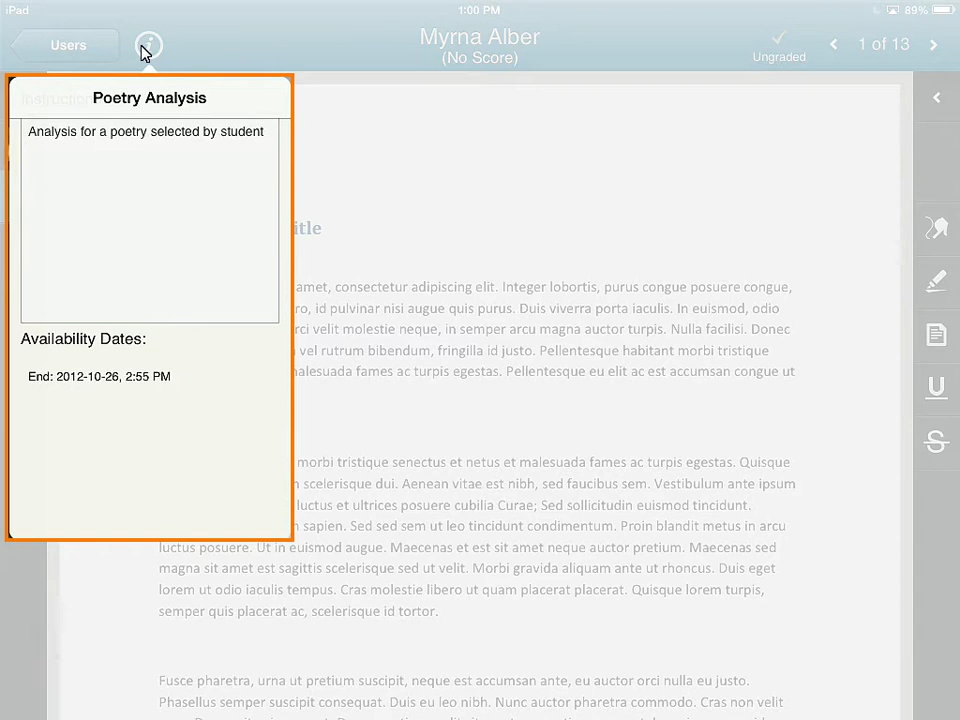 iPad
1:00 PM
89%
Users
Myrna Alber
(No Score)
Ungraded
1 of 13
Instruction
Poetry Analysis
Analysis for a poetry selected by student
Availability Dates:
End: 2012-10-26, 2:55 PM
itle
amet, consectetur adipiscing elit. Integer lobortis, purus congue posuere congue,
ro, id pulvinar nisi augue quis purus. Duis viverra porta iaculis. In euismod, odio
rci velit molestie neque, in semper arcu magna auctor turpis. Nulla facilisi. Donec
vel rutrum bibendum, fringilla id justo. Pellentesque habitant morbi tristique
nalesuada fames ac turpis egestas. Pellentesque eu elit ac est accumsan congue ut
morbi tristique senectus et netus et malesuada fames ac turpis egestas. Quisque
n scelerisque dui. Aenean vitae est nibh, sed faucibus sem. Vestibulum ante ipsum
luctus et ultrices posuere cubilia Curae; Sed sollicitudin euismod tincidunt.
n sapien. Sed sed sem ut leo tincidunt condimentum. Proin blandit metus in arcu
luctus posuere. Ut in euismod augue. Maecenas et est sit amet neque auctor pretium. Maecenas sed
magna sit amet est sagittis scelerisque sed ut velit. Morbi gravida aliquam ante ut rhoncus. Duis eget
lorem ut odio iaculis tempus. Cras molestie libero ut quam placerat placerat. Quisque lorem turpis,
semper quis placerat ac, scelerisque id tortor.
Fusce pharetra, urna ut pretium suscipit, neque est accumsan ante, eu auctor orci nulla eu justo.
Phasellus semper suscipit consequat. Duis eu leo nibh. Nunc auctor pharetra commodo. Cras non velit